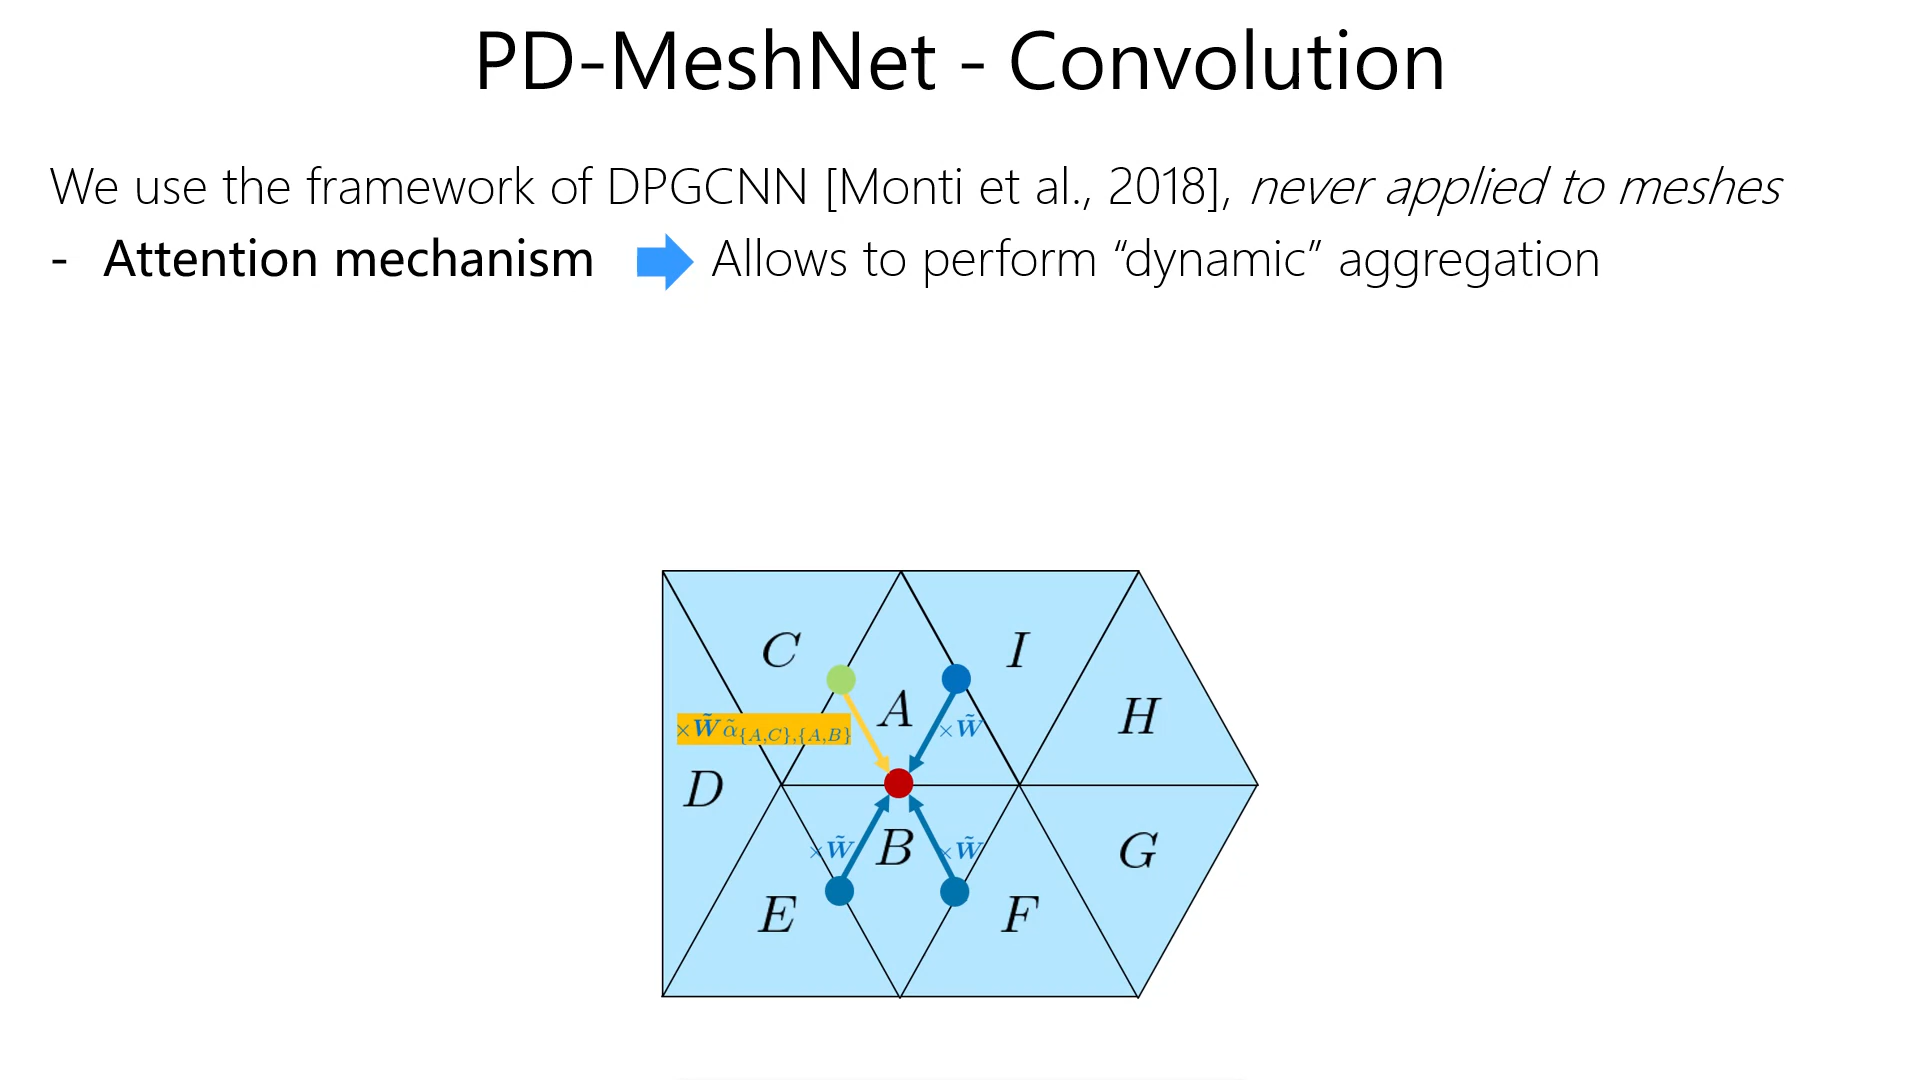 PD-MeshNet - Convolution
We use the framework of DPGCNN [Monti et al., 2018], never applied to meshes
- Attention mechanism Allows to perform “dynamic” aggregation
C
I
A
H
×W̃ α̃_{A,C},{A,B}
×W̃
D
B
×W̃
×W̃
G
E
F